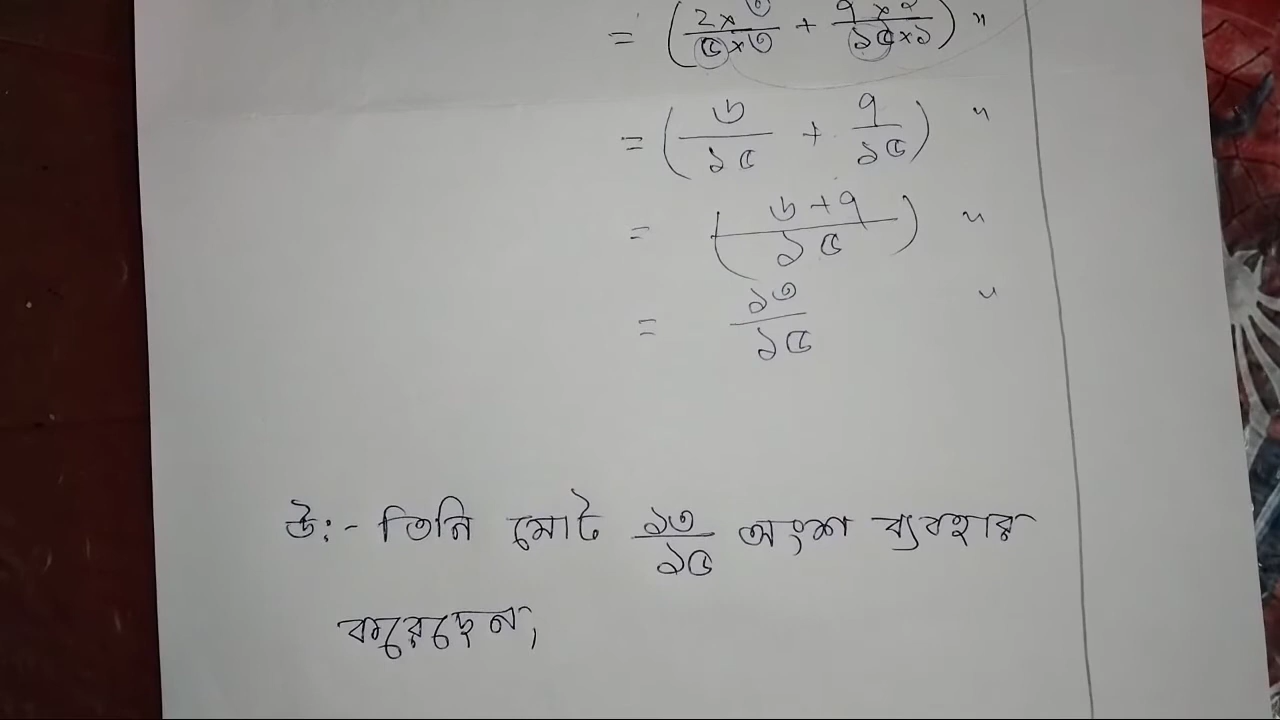 = (২×৩/৫×৩ + ৭×১/১৫×১) "
= (৬/১৫ + ৭/১৫) "
= (৬+৭/১৫) "
= ১৩/১৫ "
উ:- তিনি মোট ১৩/১৫ অংশ ব্যবহার
করেছেন,